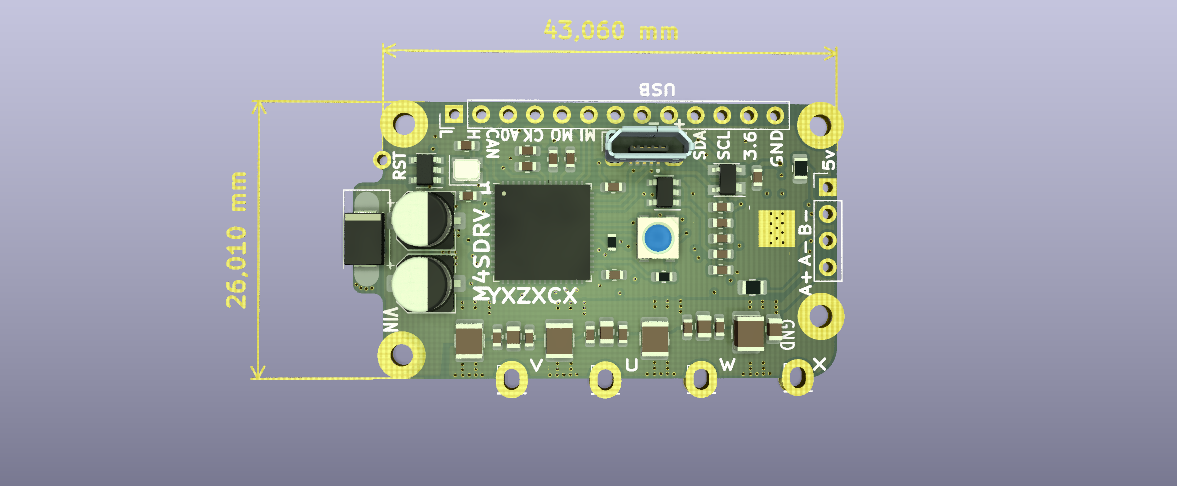 43,060 mm
26,010 mm
USB
L
H
CAN
A0
CK
MO
MI
-
+
SDA
SCL
3.6
GND
RST
5v
B-
A-
A+
M4SDRV
MYXZXCX
VIN
GND
V
U
W
X